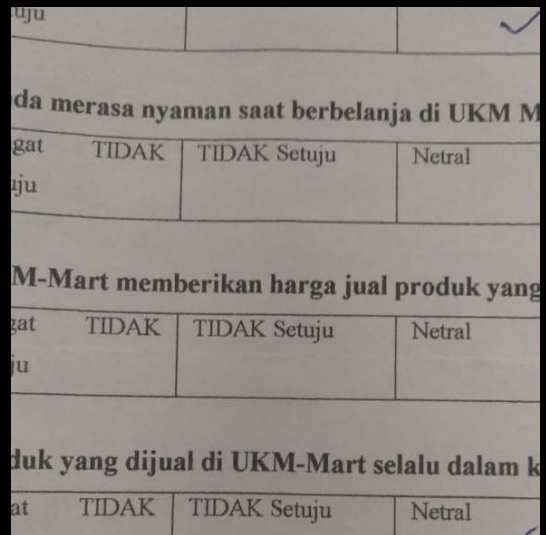 uju
da merasa nyaman saat berbelanja di UKM M
gat TIDAK TIDAK Setuju Netral
uju
M-Mart memberikan harga jual produk yang
gat TIDAK TIDAK Setuju Netral
ju
duk yang dijual di UKM-Mart selalu dalam k
at TIDAK TIDAK Setuju Netral